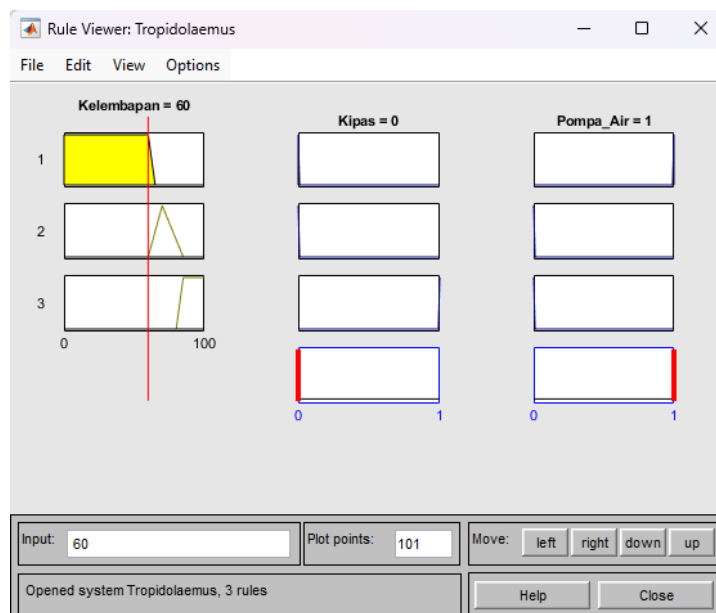 Rule Viewer: Tropidolaemus
File Edit View Options
Kelembapan = 60
Kipas = 0
Pompa_Air = 1
1
2
3
0 100
0 1
0 1
Input: 60
Plot points: 101
Move: left right down up
Opened system Tropidolaemus, 3 rules
Help Close